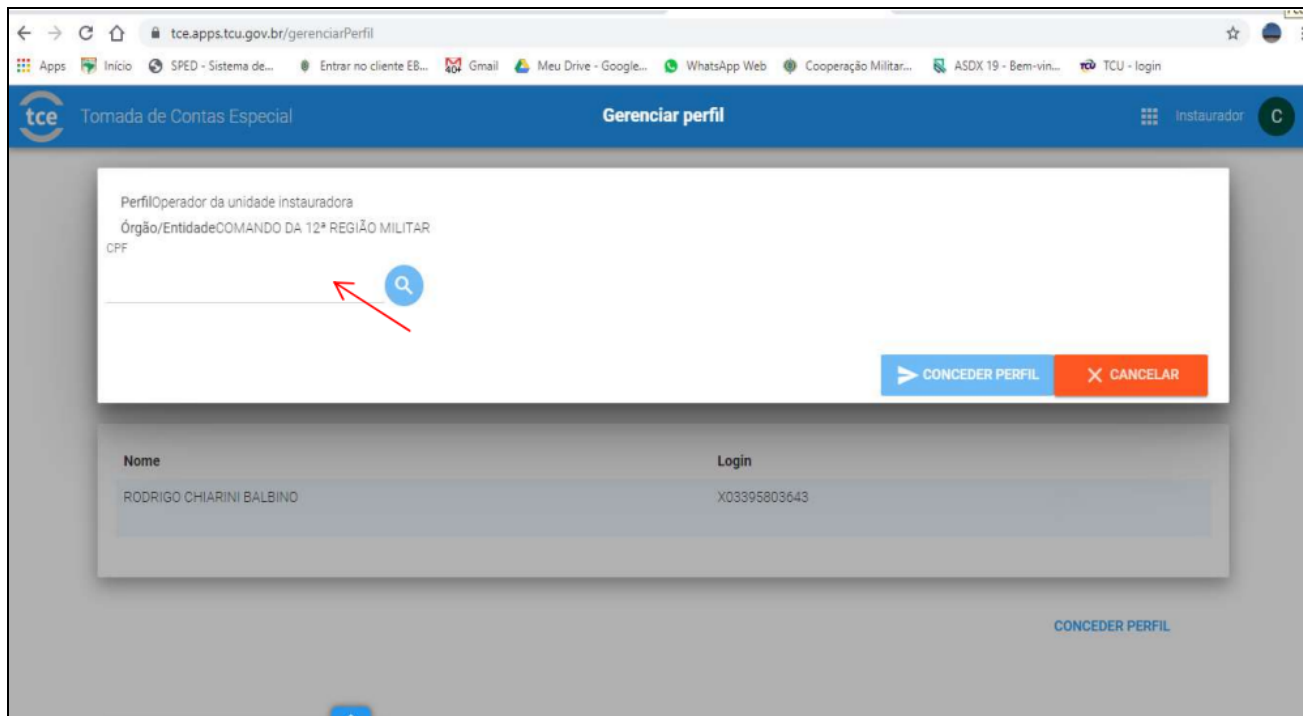 tce.apps.tcu.gov.br/gerenciarPerfil
Apps Início SPED - Sistema de... Entrar no cliente EB... Gmail Meu Drive - Google... WhatsApp Web Cooperação Militar... ASDX 19 - Bem-vin... TCU - login
tce Tomada de Contas Especial Gerenciar perfil Instaurador C
PerfilOperador da unidade instauradora
Órgão/EntidadeCOMANDO DA 12ª REGIÃO MILITAR
CPF
CONCEDER PERFIL CANCELAR
Nome Login
RODRIGO CHIARINI BALBINO X03395803643
CONCEDER PERFIL